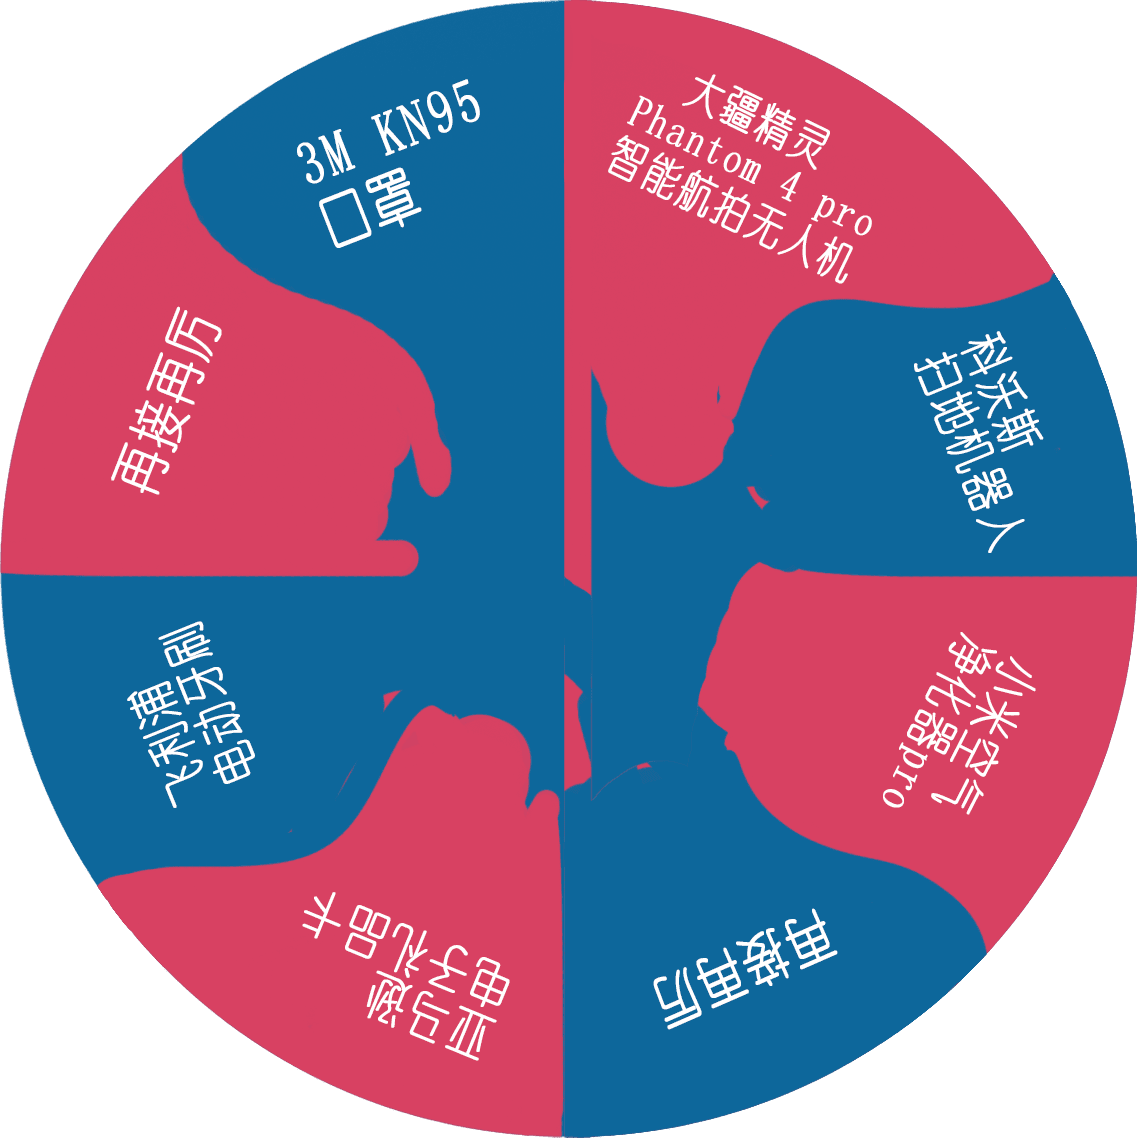 大疆精灵
Phantom 4 pro
智能航拍无人机
科沃斯
扫地机器人
小米空气
净化器pro
再接再厉
亚马逊
电子礼品卡
飞利浦
电动牙刷
再接再厉
3M KN95
口罩